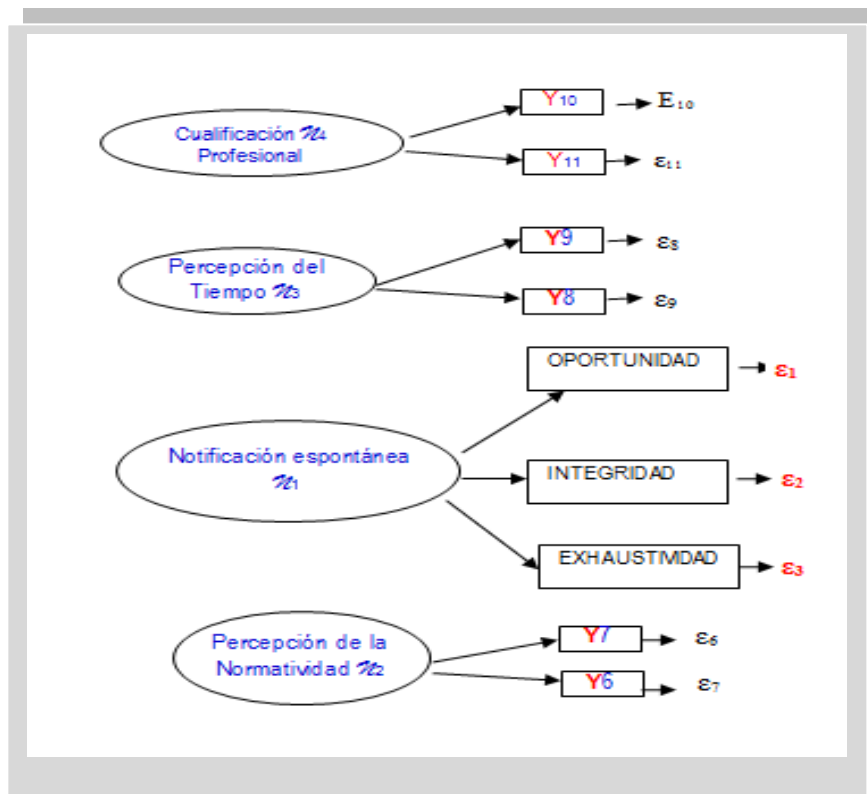 Y10
E10
Cualificación 𝓃4
Profesional
Y11
ε11
Y9
ε8
Percepción del
Tiempo 𝓃3
Y8
ε9
OPORTUNIDAD
ε1
Notificación espontánea
𝓃1
INTEGRIDAD
ε2
EXHAUSTIVIDAD
ε3
Percepción de la
Normatividad 𝓃2
Y7
ε6
Y6
ε7